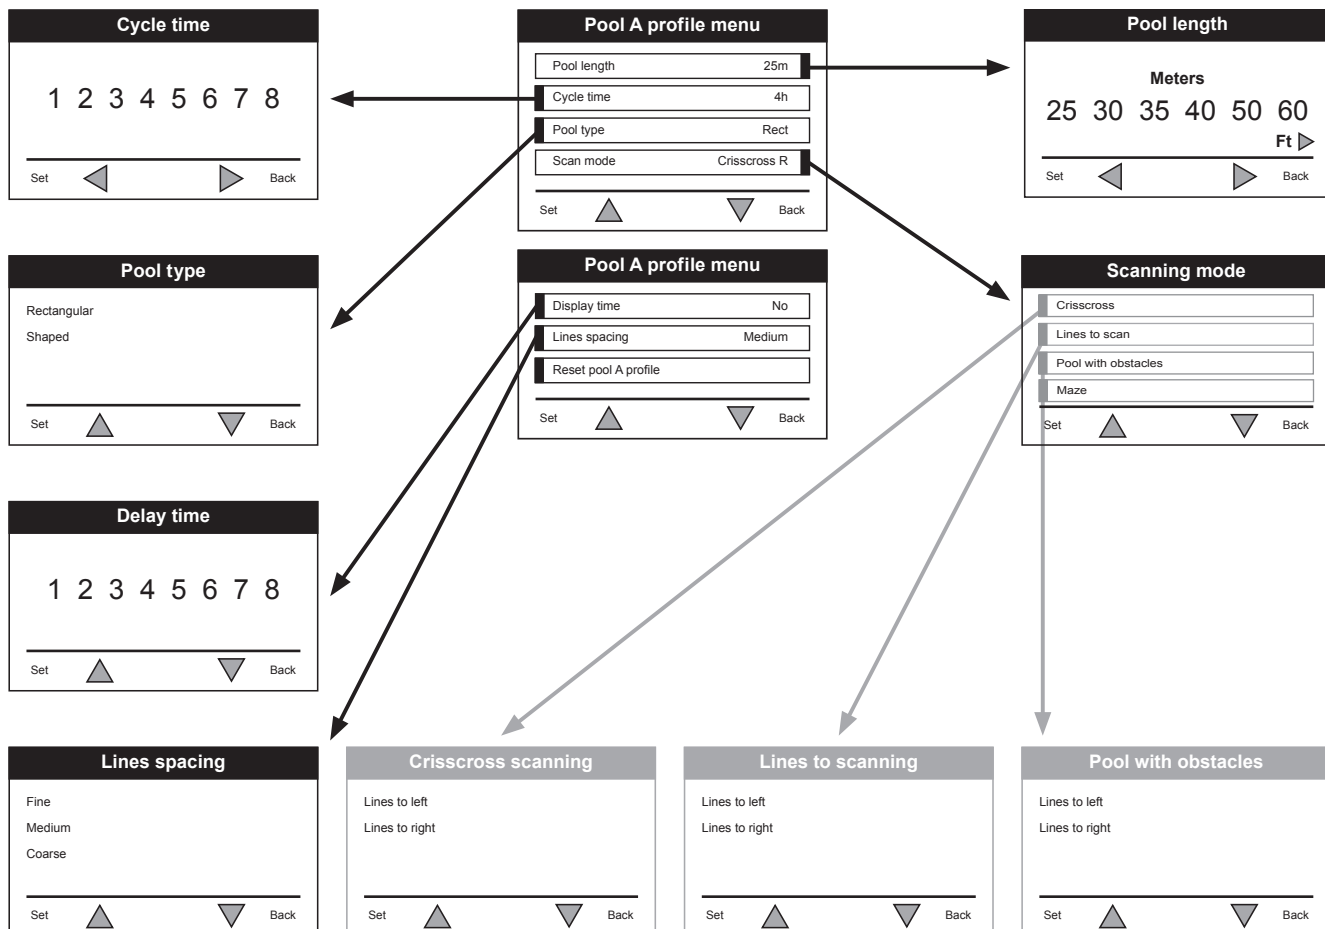 Cycle time
1 2 3 4 5 6 7 8
Set Back
Pool A profile menu
Pool length 25m
Cycle time 4h
Pool type Rect
Scan mode Crisscross R
Set Back
Pool length
Meters
25 30 35 40 50 60
Ft
Set Back
Pool type
Rectangular
Shaped
Set Back
Pool A profile menu
Display time No
Lines spacing Medium
Reset pool A profile
Set Back
Scanning mode
Crisscross
Lines to scan
Pool with obstacles
Maze
Set Back
Delay time
1 2 3 4 5 6 7 8
Set Back
Lines spacing
Fine
Medium
Coarse
Set Back
Crisscross scanning
Lines to left
Lines to right
Set Back
Lines to scanning
Lines to left
Lines to right
Set Back
Pool with obstacles
Lines to left
Lines to right
Set Back